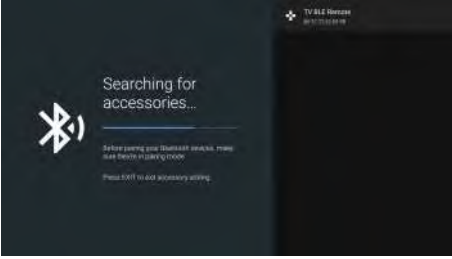 Searching for
accessories...
Before pairing your Bluetooth devices, make
sure they're in pairing mode.
Press EXIT to exit accessory adding.
TV BLE Remote